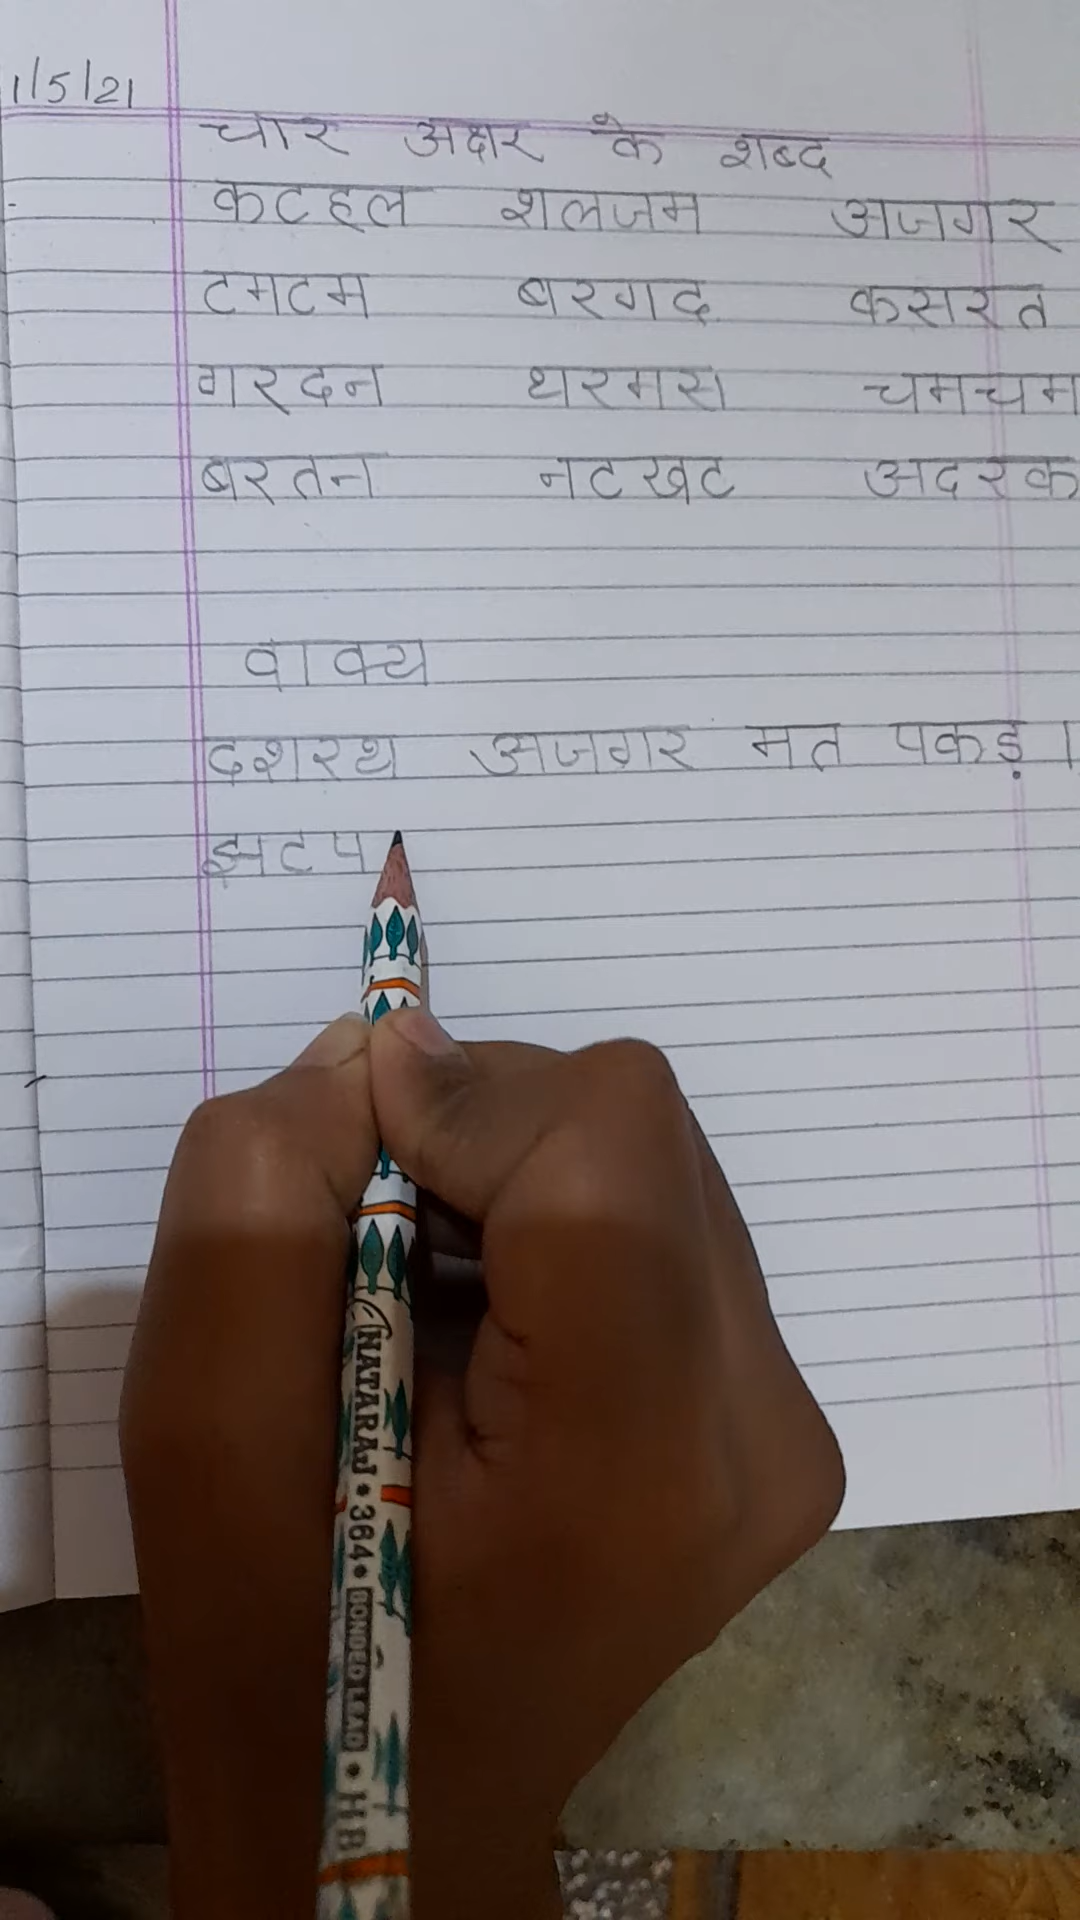 1/5/21
चार अक्षर के शब्द
कटहल शलजम अजगर
टमटम बरगद कसरत
गरदन थरमस चमचम
बरतन नटखट अदरक
वाक्य
दशरथ अजगर मत पकड़।
झटप
NATARAJ • 364 • BONDED LEAD • HB